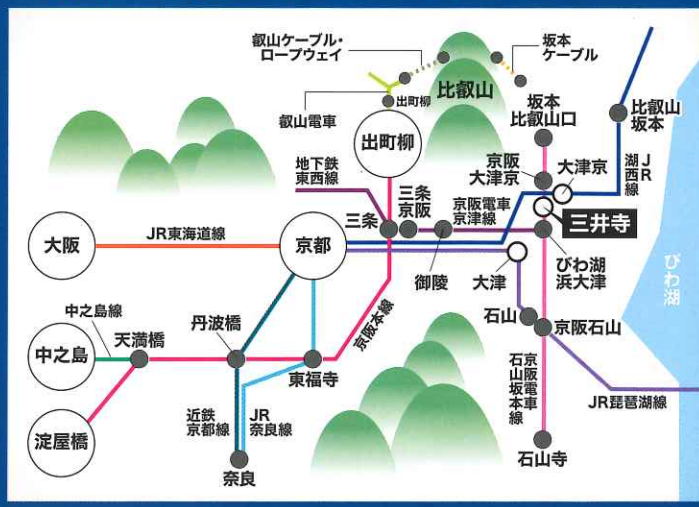 叡山ケーブル・
ロープウェイ
坂本
ケーブル
叡山電車
出町柳
比叡山
出町柳
坂本
比叡山口
比叡山
坂本
JR
湖西線
地下鉄
東西線
三条
三条
京阪
京阪電車
京津線
京阪
大津京
大津京
三井寺
御陵
びわ湖
浜大津
大津
びわ湖
大阪
JR東海道線
京都
中之島線
天満橋
中之島
淀屋橋
丹波橋
東福寺
京阪本線
近鉄
京都線
JR
奈良線
奈良
石山
京阪石山
京阪電車
石山坂本線
JR琵琶湖線
石山寺